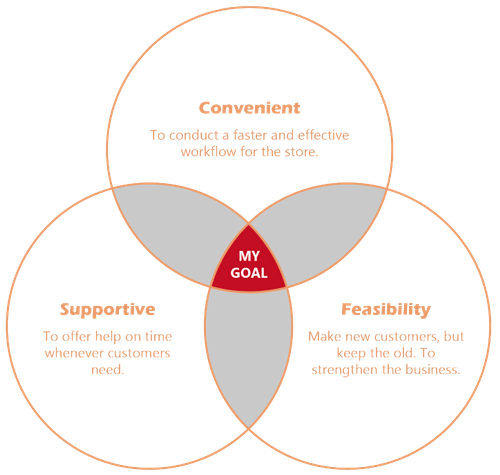 Convenient
To conduct a faster and effective
workflow for the store.
MY
GOAL
Supportive
To offer help on time
whenever customers
need.
Feasibility
Make new customers, but
keep the old. To
strengthen the business.